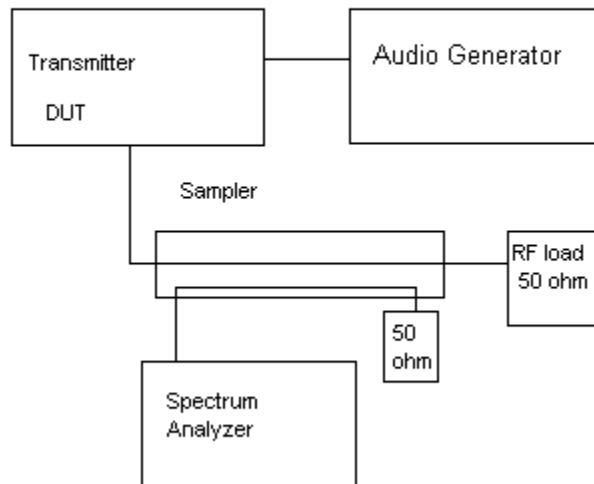 Transmitter
DUT
Audio Generator
Sampler
RF load
50 ohm
50
ohm
Spectrum
Analyzer